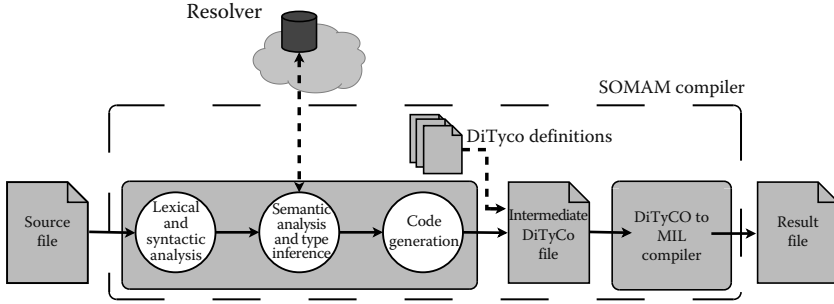 Resolver
SOMAM compiler
DiTyco definitions
Source
file
Lexical and
syntactic
analysis
Semantic
analysis
and type
inference
Code
generation
Intermediate
DiTyCo
file
DiTyCO to
MIL
compiler
Result
file